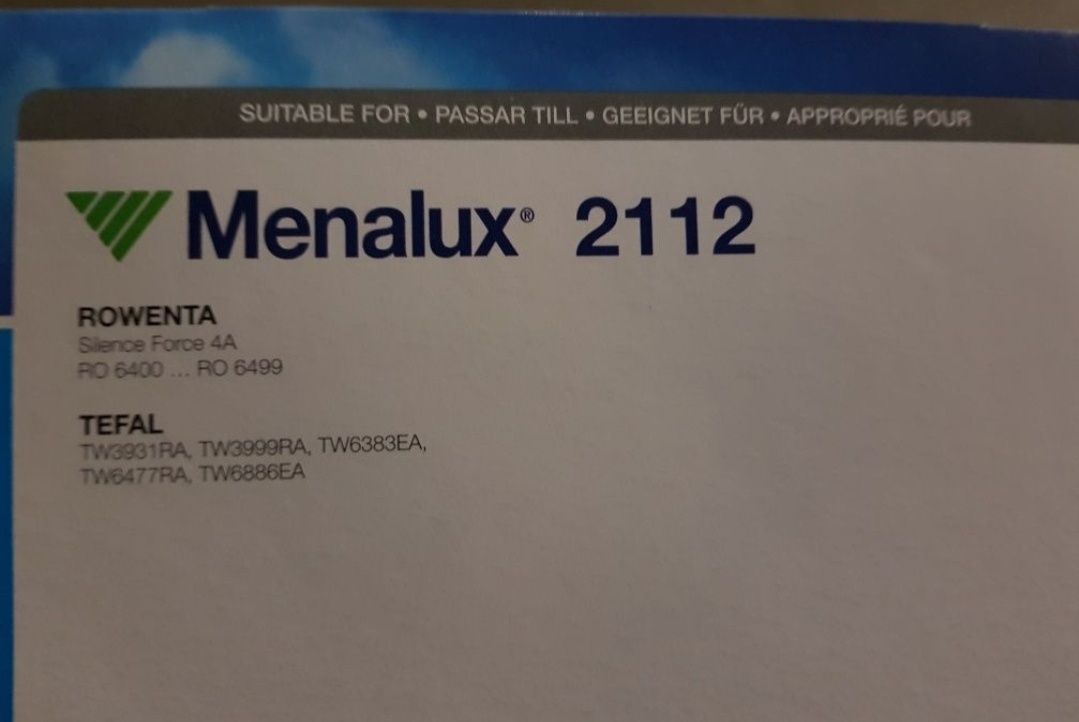 SUITABLE FOR • PASSAR TILL • GEEIGNET FÜR • APPROPRIÉ POUR
Menalux® 2112
ROWENTA
Silence Force 4A
RO 6400 ... RO 6499
TEFAL
TW3931RA, TW3999RA, TW6383EA,
TW6477RA, TW6886EA